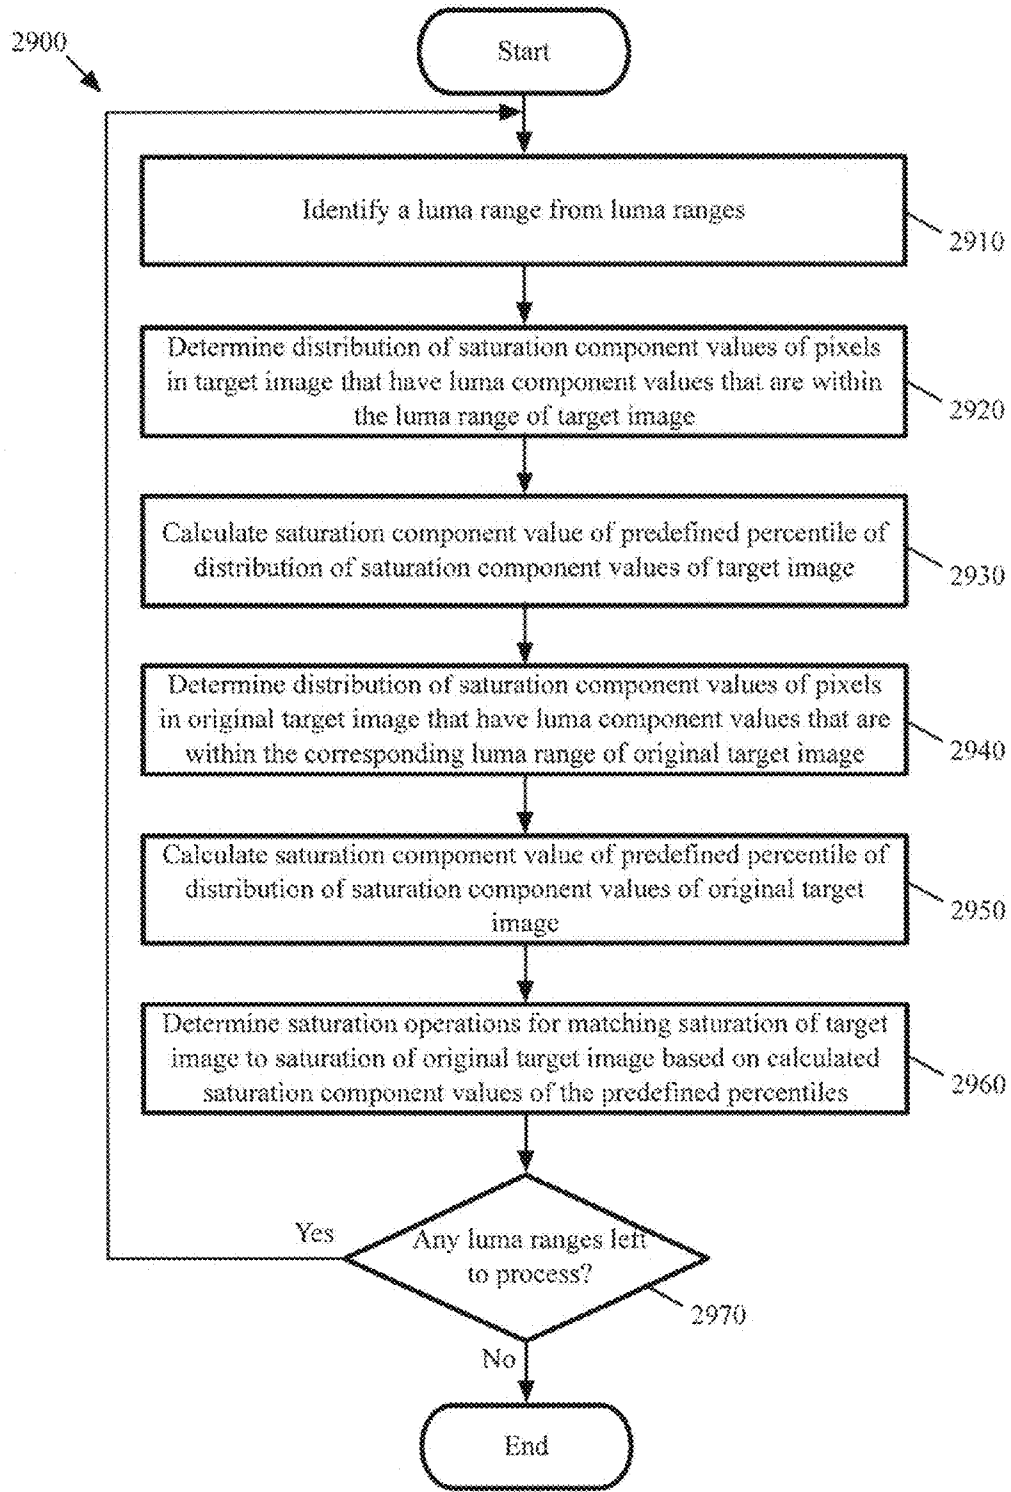 2900
Start
Identify a luma range from luma ranges
2910
Determine distribution of saturation component values of pixels
in target image that have luma component values that are within
the luma range of target image
2920
Calculate saturation component value of predefined percentile of
distribution of saturation component values of target image
2930
Determine distribution of saturation component values of pixels
in original target image that have luma component values that are
within the corresponding luma range of original target image
2940
Calculate saturation component value of predefined percentile of
distribution of saturation component values of original target
image
2950
Determine saturation operations for matching saturation of target
image to saturation of original target image based on calculated
saturation component values of the predefined percentiles
2960
Yes
Any luma ranges left
to process?
2970
No
End